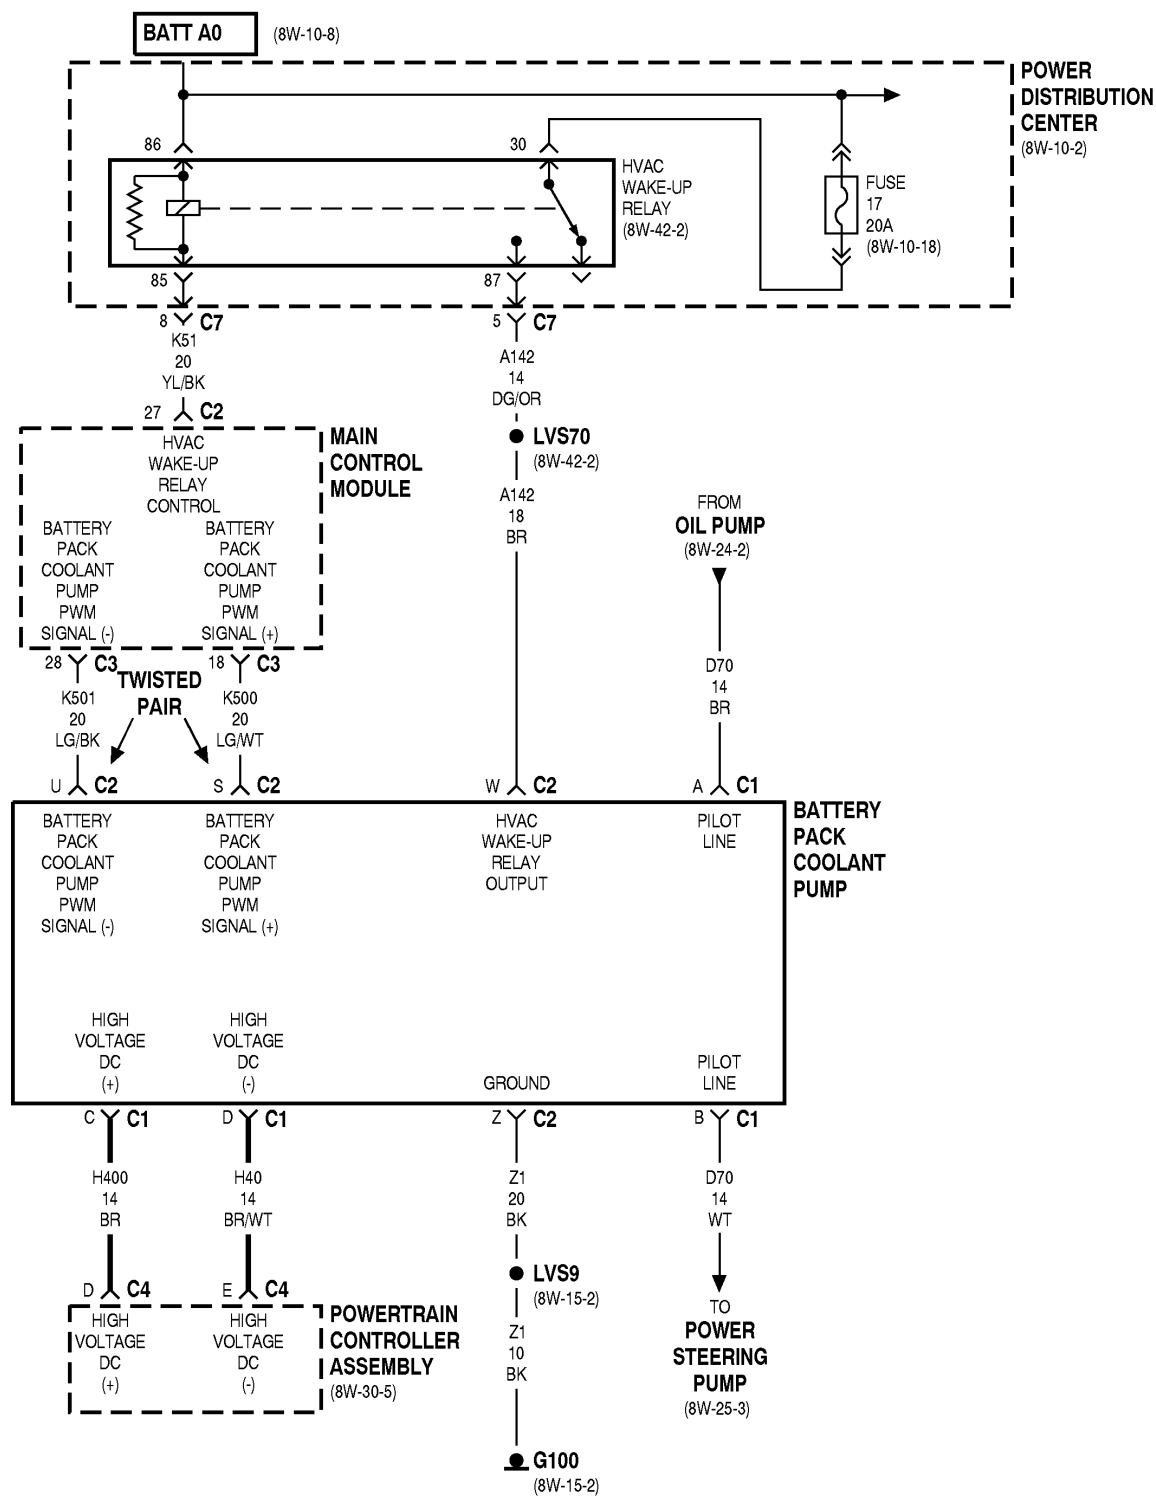 BATT A0
(8W-10-8)
POWER
DISTRIBUTION
CENTER
(8W-10-2)
86
30
HVAC
WAKE-UP
RELAY
(8W-42-2)
FUSE
17
20A
(8W-10-18)
85
87
8
C7
5
C7
K51
20
YL/BK
A142
14
DG/OR
27
C2
LVS70
(8W-42-2)
MAIN
CONTROL
MODULE
HVAC
WAKE-UP
RELAY
CONTROL
BATTERY
PACK
COOLANT
PUMP
PWM
SIGNAL (-)
BATTERY
PACK
COOLANT
PUMP
PWM
SIGNAL (+)
A142
18
BR
FROM
OIL PUMP
(8W-24-2)
28
C3
18
C3
TWISTED
PAIR
K501
20
LG/BK
K500
20
LG/WT
D70
14
BR
U
C2
S
C2
W
C2
A
C1
BATTERY
PACK
COOLANT
PUMP
BATTERY
PACK
COOLANT
PUMP
PWM
SIGNAL (-)
BATTERY
PACK
COOLANT
PUMP
PWM
SIGNAL (+)
HVAC
WAKE-UP
RELAY
OUTPUT
PILOT
LINE
HIGH
VOLTAGE
DC
(+)
HIGH
VOLTAGE
DC
(-)
GROUND
PILOT
LINE
C
C1
D
C1
Z
C2
B
C1
H400
14
BR
H40
14
BR/WT
Z1
20
BK
D70
14
WT
D
C4
E
C4
LVS9
(8W-15-2)
HIGH
VOLTAGE
DC
(+)
HIGH
VOLTAGE
DC
(-)
POWERTRAIN
CONTROLLER
ASSEMBLY
(8W-30-5)
Z1
10
BK
TO
POWER
STEERING
PUMP
(8W-25-3)
G100
(8W-15-2)